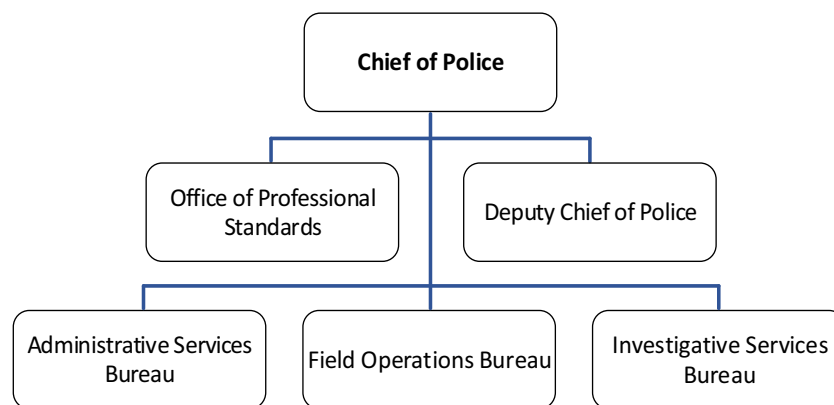 Chief of Police
Office of Professional
Standards
Deputy Chief of Police
Administrative Services
Bureau
Field Operations Bureau
Investigative Services
Bureau